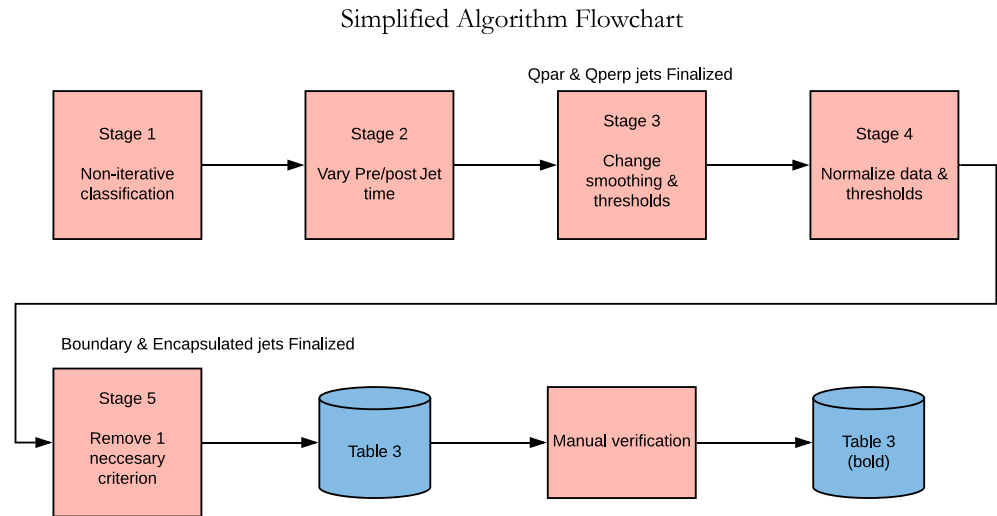 Simplified Algorithm Flowchart
Qpar & Qperp jets Finalized
Stage 1
Non-iterative
classification
Stage 2
Vary Pre/post Jet
time
Stage 3
Change
smoothing &
thresholds
Stage 4
Normalize data &
thresholds
Boundary & Encapsulated jets Finalized
Stage 5
Remove 1
neccesary
criterion
Table 3
Manual verification
Table 3
(bold)